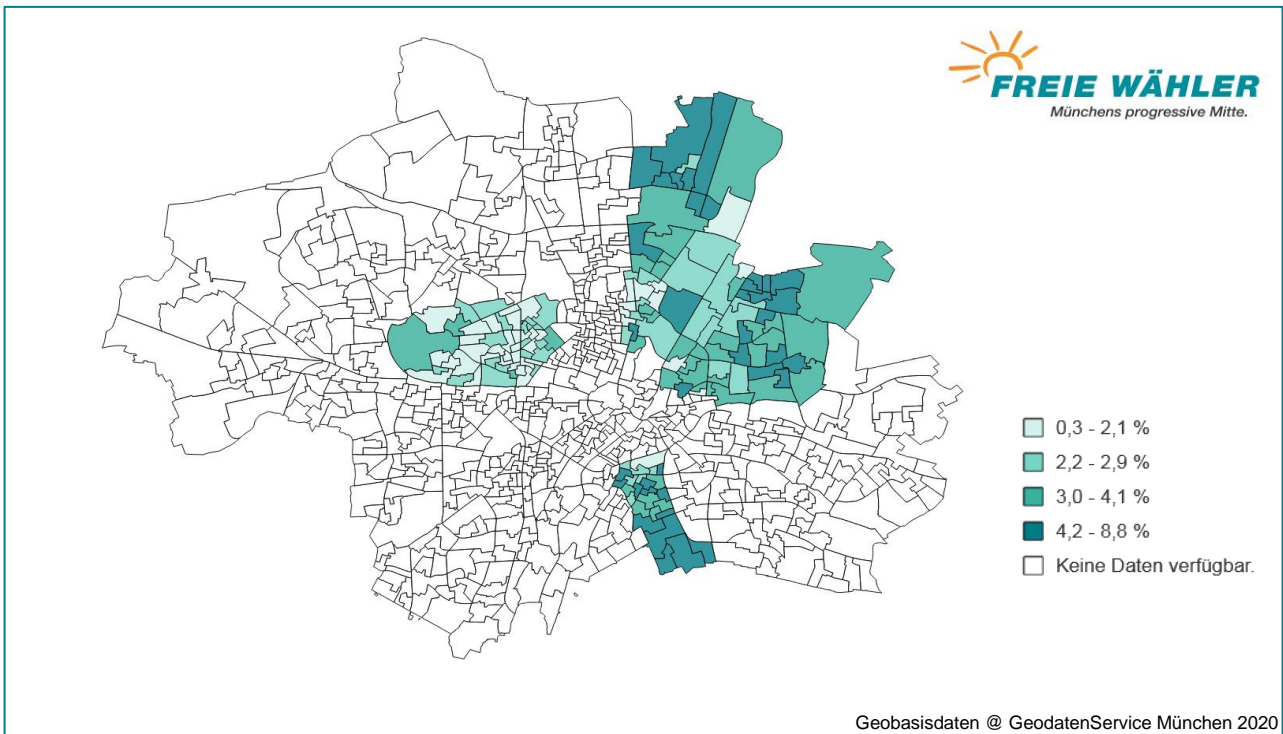 FREIE WÄHLER
Münchens progressive Mitte.
0,3 - 2,1 %
2,2 - 2,9 %
3,0 - 4,1 %
4,2 - 8,8 %
Keine Daten verfügbar.
Geobasisdaten @ GeodatenService München 2020